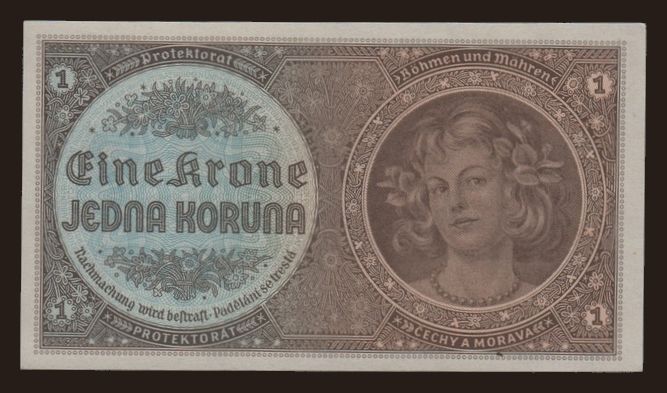 Protektorat
Böhmen und Mähren
1
1
Eine Krone
JEDNA KORUNA
Nachmachung wird bestraft · Padělání se trestá
1
1
PROTEKTORÁT
ČECHY A MORAVA